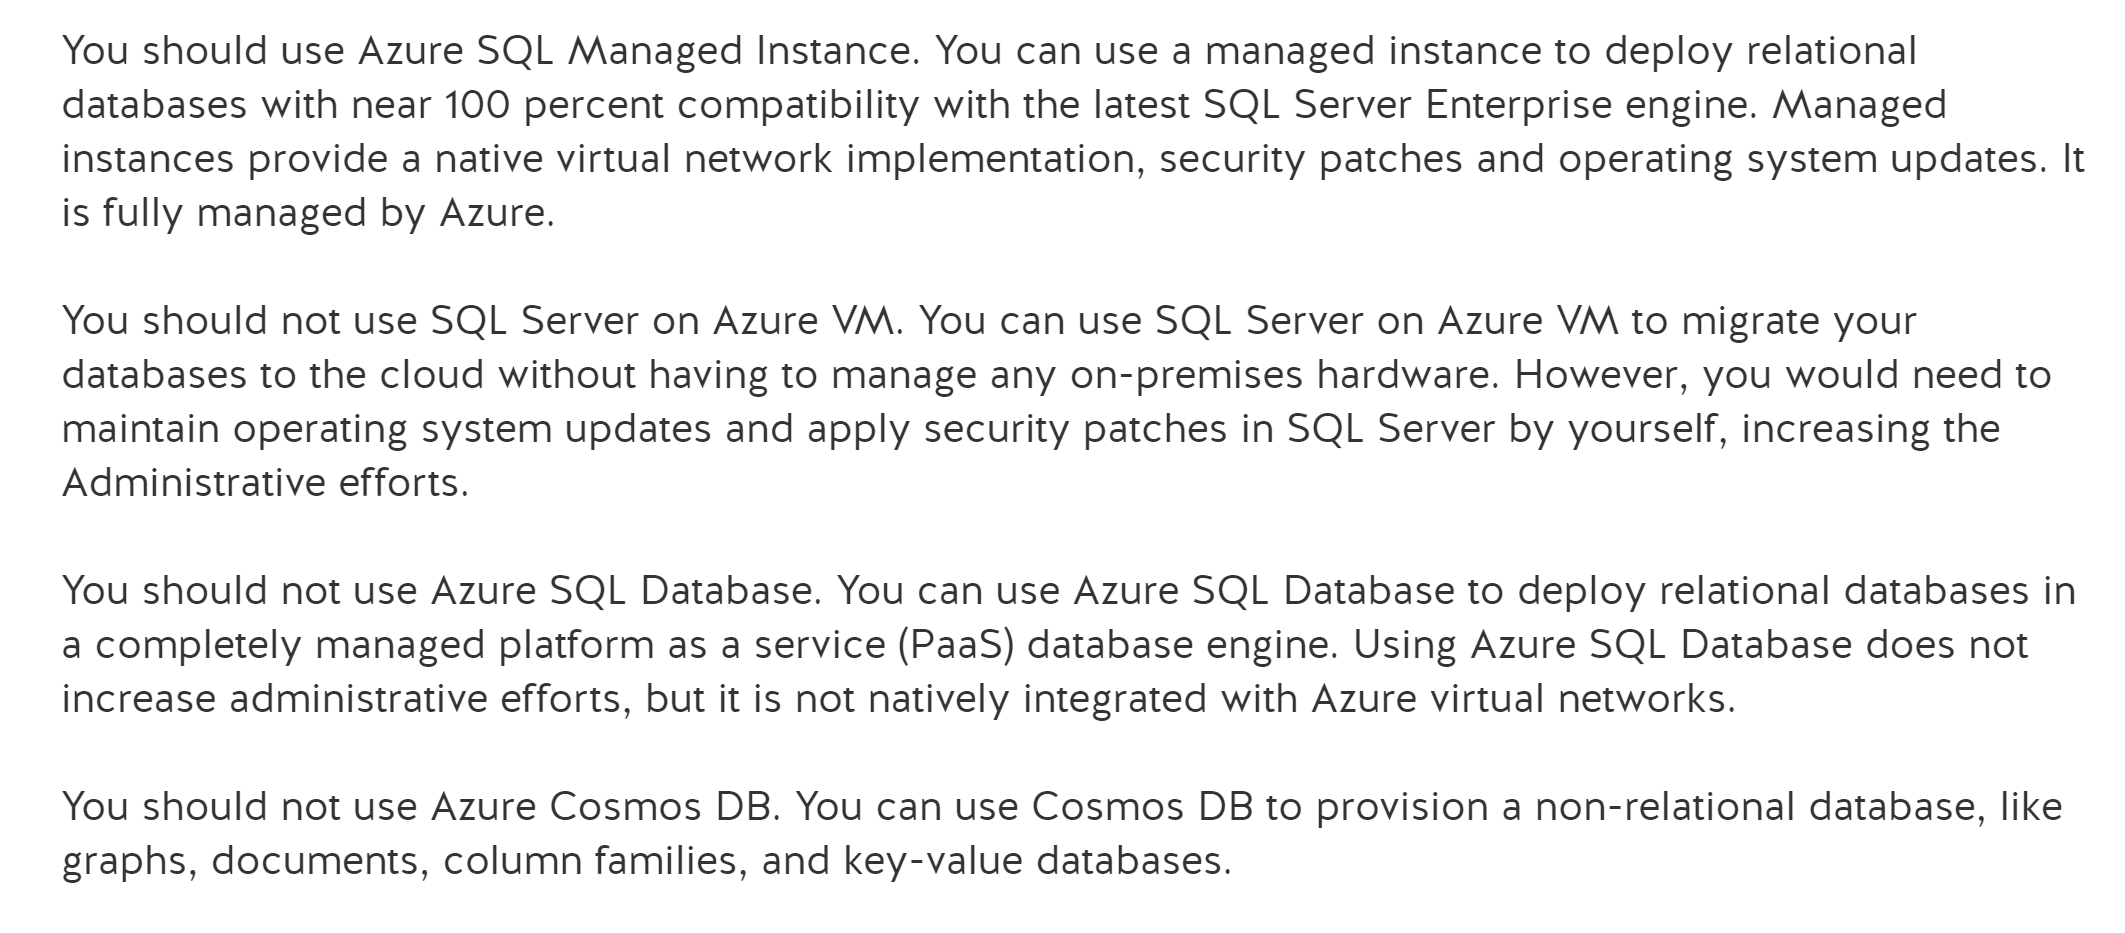 You should use Azure SQL Managed Instance. You can use a managed instance to deploy relational
databases with near 100 percent compatibility with the latest SQL Server Enterprise engine. Managed
instances provide a native virtual network implementation, security patches and operating system updates. It
is fully managed by Azure.
You should not use SQL Server on Azure VM. You can use SQL Server on Azure VM to migrate your
databases to the cloud without having to manage any on-premises hardware. However, you would need to
maintain operating system updates and apply security patches in SQL Server by yourself, increasing the
Administrative efforts.
You should not use Azure SQL Database. You can use Azure SQL Database to deploy relational databases in
a completely managed platform as a service (PaaS) database engine. Using Azure SQL Database does not
increase administrative efforts, but it is not natively integrated with Azure virtual networks.
You should not use Azure Cosmos DB. You can use Cosmos DB to provision a non-relational database, like
graphs, documents, column families, and key-value databases.